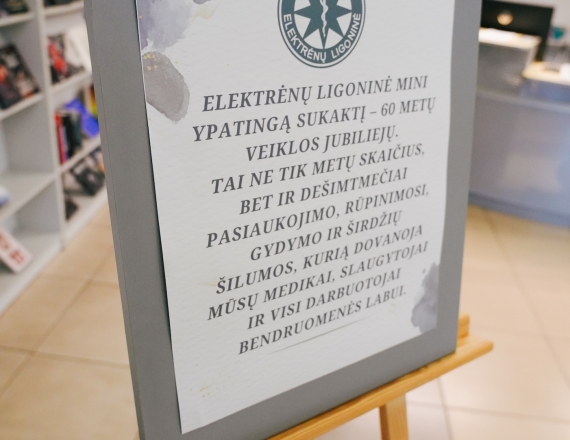 ELEKTRĖNŲ LIGONINĖ
ELEKTRĖNŲ LIGONINĖ MINI
YPATINGĄ SUKAKTĮ – 60 METŲ
VEIKLOS JUBILIEJŲ.
TAI NE TIK METŲ SKAIČIUS,
BET IR DEŠIMTMEČIAI
PASIAUKOJIMO, RŪPINIMOSI,
GYDYMO IR ŠIRDŽIŲ
ŠILUMOS, KURIĄ DOVANOJA
MŪSŲ MEDIKAI, SLAUGYTOJAI
IR VISI DARBUOTOJAI
BENDRUOMENĖS LABUI.